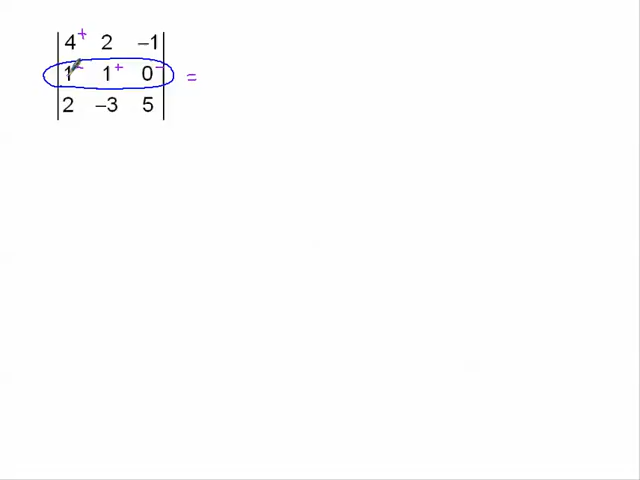 |4⁺ 2 –1|
|1⁻ 1⁺ 0⁻| =
|2 –3 5|